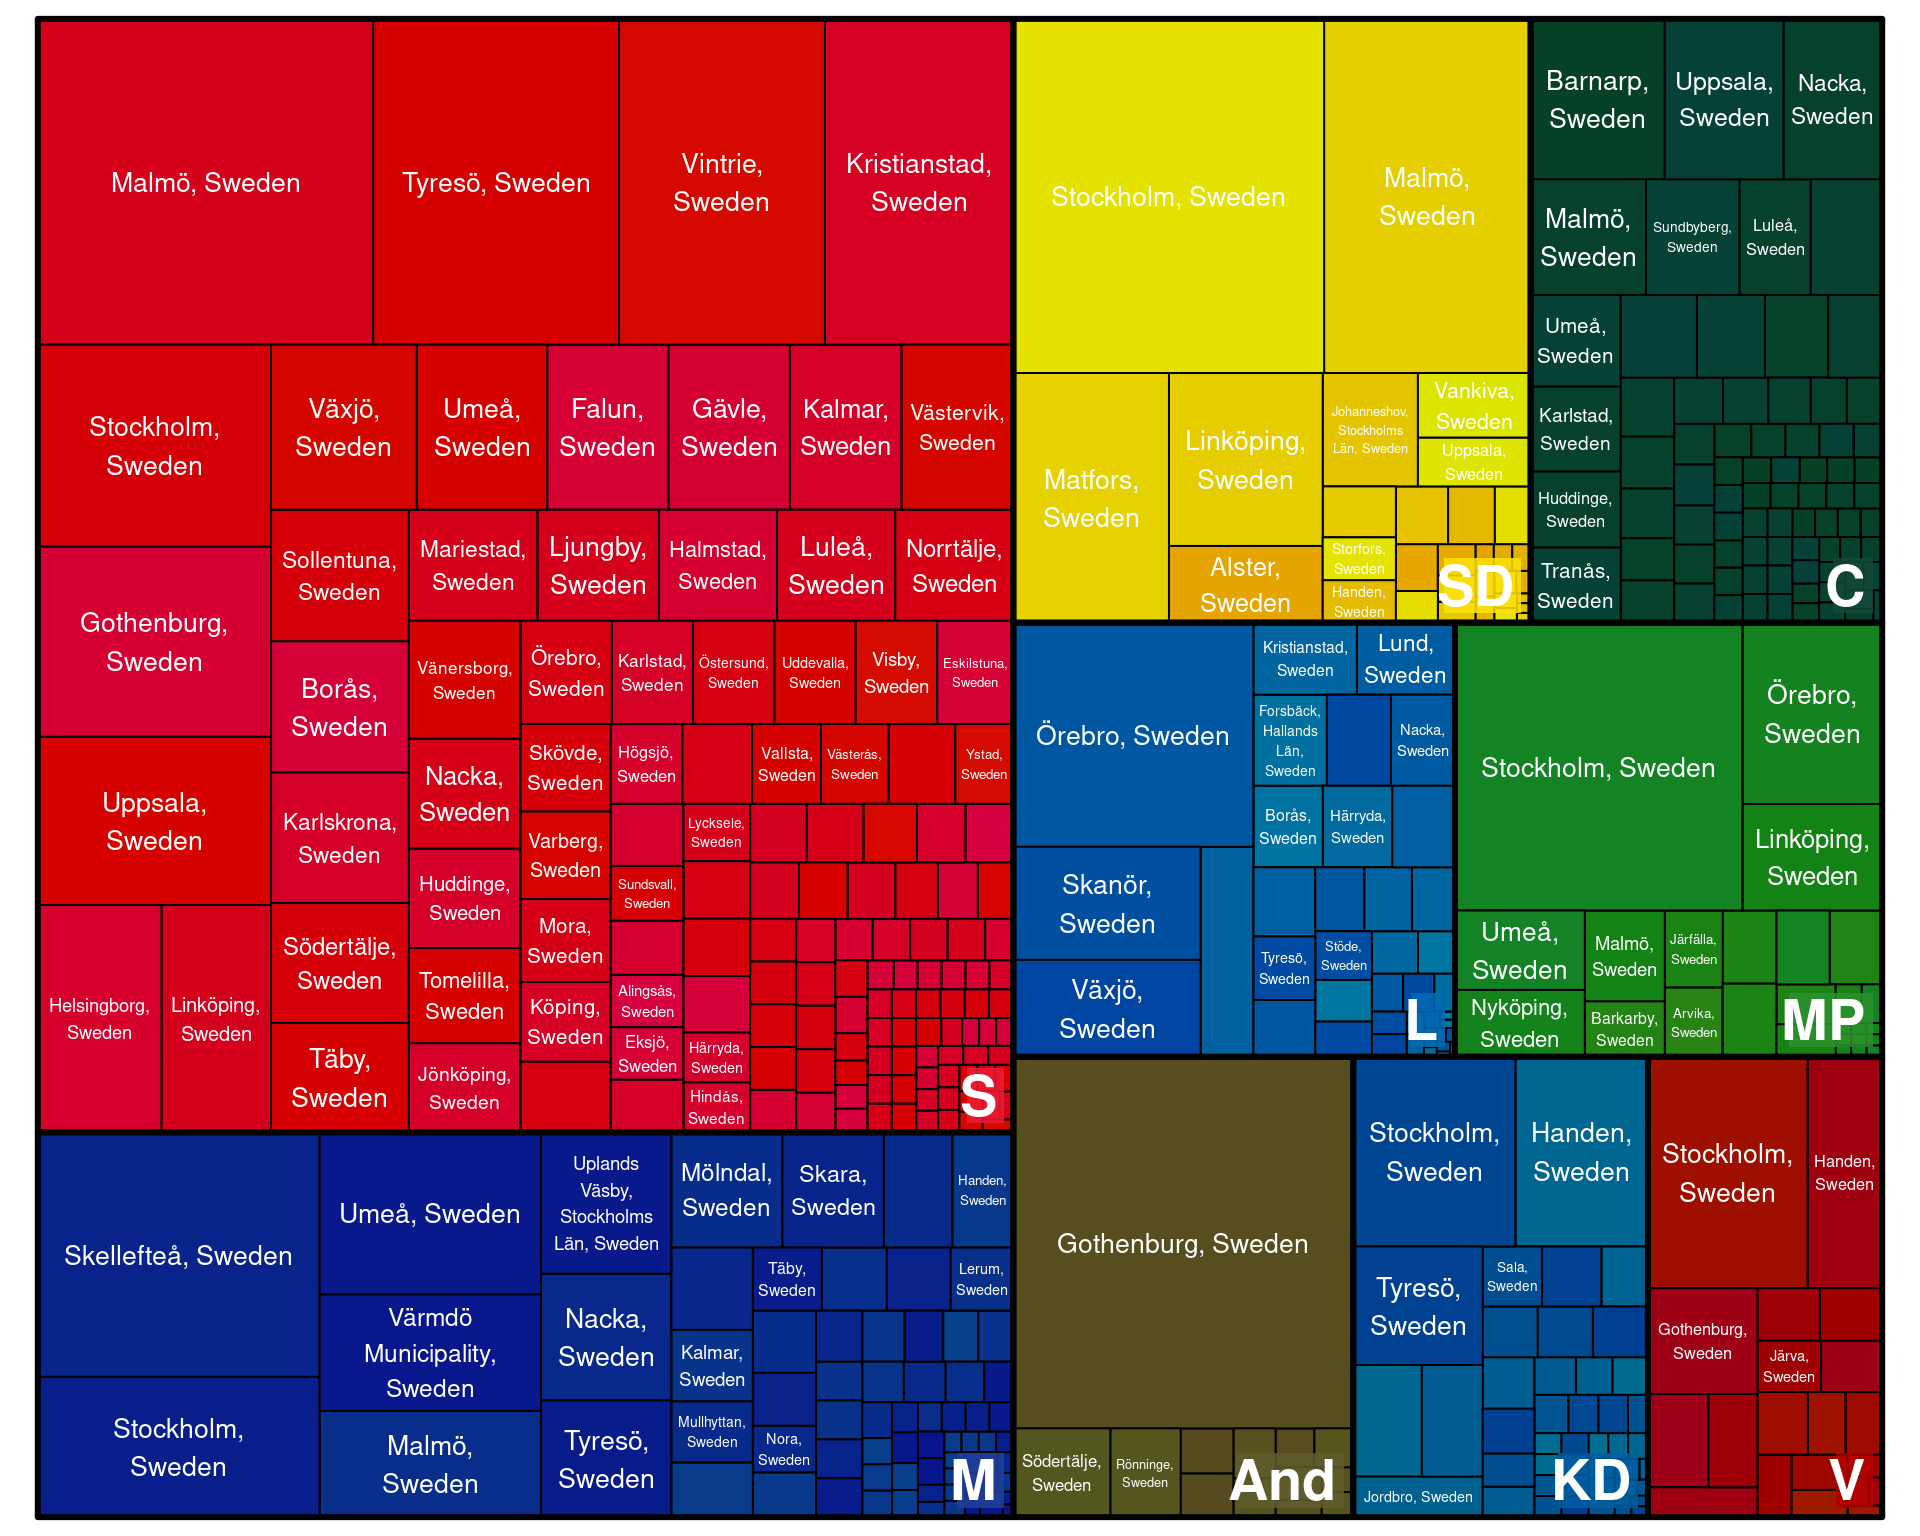 Malmö, Sweden
Tyresö, Sweden
Vintrie,
Sweden
Kristianstad,
Sweden
Stockholm,
Sweden
Växjö,
Sweden
Umeå,
Sweden
Falun,
Sweden
Gävle,
Sweden
Kalmar,
Sweden
Västervik,
Sweden
Gothenburg,
Sweden
Sollentuna,
Sweden
Mariestad,
Sweden
Ljungby,
Sweden
Halmstad,
Sweden
Luleå,
Sweden
Norrtälje,
Sweden
Borås,
Sweden
Vänersborg,
Sweden
Örebro,
Sweden
Karlstad,
Sweden
Östersund,
Sweden
Uddevalla,
Sweden
Visby,
Sweden
Eskilstuna,
Sweden
Uppsala,
Sweden
Karlskrona,
Sweden
Nacka,
Sweden
Skövde,
Sweden
Högsjö,
Sweden
Vallsta,
Sweden
Västerås,
Sweden
Ystad,
Sweden
Huddinge,
Sweden
Varberg,
Sweden
Lycksele,
Sweden
Sundsvall,
Sweden
Helsingborg,
Sweden
Linköping,
Sweden
Södertälje,
Sweden
Tomelilla,
Sweden
Mora,
Sweden
Alingsås,
Sweden
Täby,
Sweden
Jönköping,
Sweden
Köping,
Sweden
Eksjö,
Sweden
Härryda,
Sweden
Hindås,
Sweden
S
Stockholm, Sweden
Malmö,
Sweden
Matfors,
Sweden
Linköping,
Sweden
Johanneshov,
Stockholms
Län, Sweden
Vankiva,
Sweden
Uppsala,
Sweden
Alster,
Sweden
Storfors,
Sweden
Handen,
Sweden
SD
Barnarp,
Sweden
Uppsala,
Sweden
Nacka,
Sweden
Malmö,
Sweden
Sundbyberg,
Sweden
Luleå,
Sweden
Umeå,
Sweden
Karlstad,
Sweden
Huddinge,
Sweden
Tranås,
Sweden
C
Örebro, Sweden
Kristianstad,
Sweden
Lund,
Sweden
Forsbäck,
Hallands
Län,
Sweden
Nacka,
Sweden
Borås,
Sweden
Härryda,
Sweden
Skanör,
Sweden
Växjö,
Sweden
Tyresö,
Sweden
Stöde,
Sweden
L
Stockholm, Sweden
Örebro,
Sweden
Linköping,
Sweden
Umeå,
Sweden
Malmö,
Sweden
Järfälla,
Sweden
Nyköping,
Sweden
Barkarby,
Sweden
Arvika,
Sweden
MP
Skellefteå, Sweden
Umeå, Sweden
Uplands
Väsby,
Stockholms
Län, Sweden
Mölndal,
Sweden
Skara,
Sweden
Handen,
Sweden
Täby,
Sweden
Lerum,
Sweden
Värmdö
Municipality,
Sweden
Nacka,
Sweden
Kalmar,
Sweden
Stockholm,
Sweden
Malmö,
Sweden
Tyresö,
Sweden
Mullhyttan,
Sweden
Nora,
Sweden
M
Gothenburg, Sweden
Södertälje,
Sweden
Rönninge,
Sweden
And
Stockholm,
Sweden
Handen,
Sweden
Tyresö,
Sweden
Sala,
Sweden
Jordbro, Sweden
KD
Stockholm,
Sweden
Handen,
Sweden
Gothenburg,
Sweden
Järva,
Sweden
V